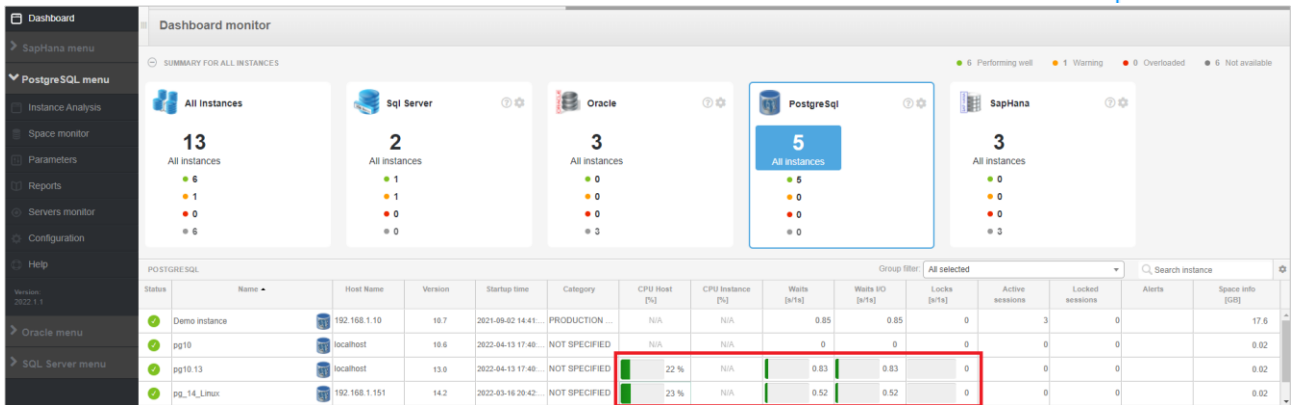 Dashboard
Dashboard monitor
SapHana menu
PostgreSQL menu
Instance Analysis
Space monitor
Parameters
Reports
Servers monitor
Configuration
Help
Version:
2022.1.1
Oracle menu
SQL Server menu
SUMMARY FOR ALL INSTANCES
6 Performing well 1 Warning 0 Overloaded 6 Not available
All Instances
13
All instances
6
1
0
6
Sql Server
2
All instances
1
1
0
0
Oracle
3
All instances
0
0
0
3
PostgreSql
5
All instances
5
0
0
0
SapHana
3
All instances
0
0
0
3
POSTGRESQL
Group filter: All selected
Search instance
Status Name Host Name Version Startup time Category CPU Host [%] CPU Instance [%] Waits [s/1s] Waits I/O [s/1s] Locks [s/1s] Active sessions Locked sessions Alerts Space info [GB]
Demo instance 192.168.1.10 10.7 2021-09-02 14:41:... PRODUCTION ... N/A N/A 0.85 0.85 0 3 0 17.6
pg10 localhost 10.6 2022-04-13 17:40:... NOT SPECIFIED N/A N/A 0 0 0 0 0 0.02
pg10.13 localhost 13.0 2022-04-13 17:40:... NOT SPECIFIED 22 % N/A 0.83 0.83 0 0 0 0.02
pg_14_Linux 192.168.1.151 14.2 2022-03-16 20:42:... NOT SPECIFIED 23 % N/A 0.52 0.52 0 0 0 0.02